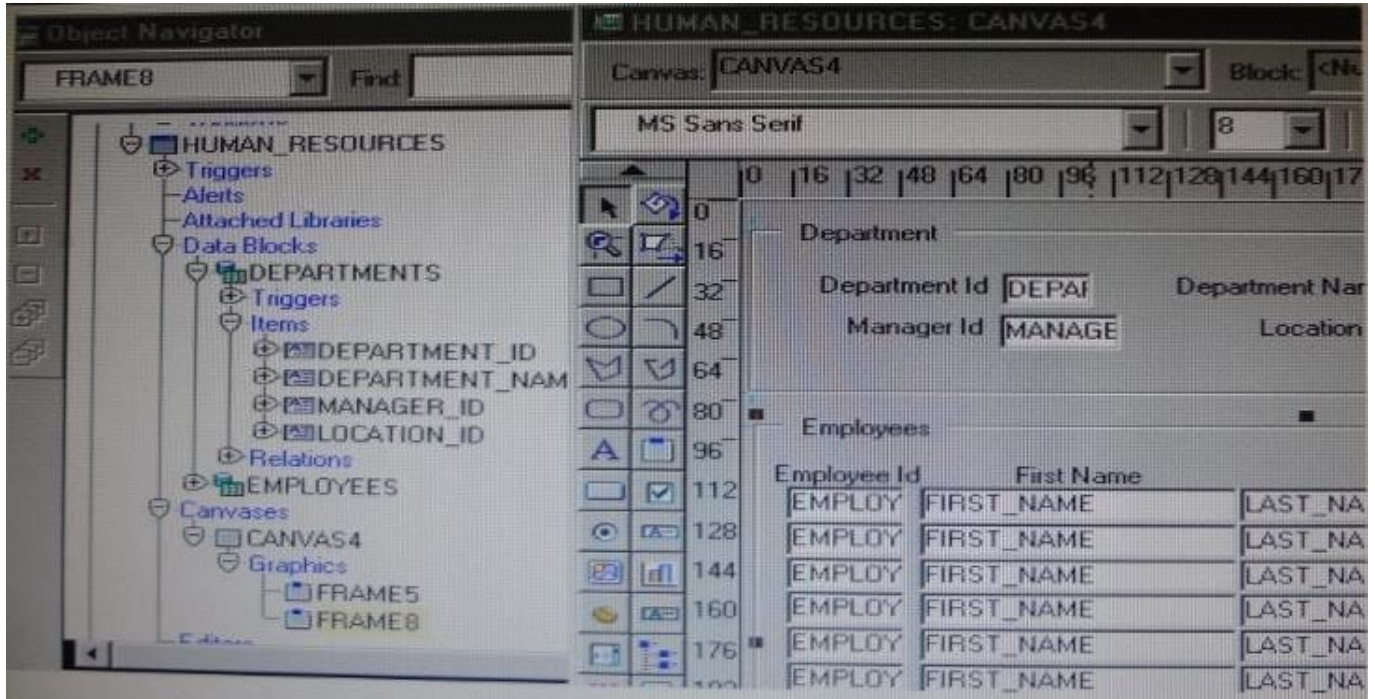 Object Navigator
FRAME8
Find:
HUMAN_RESOURCES
Triggers
Alerts
Attached Libraries
Data Blocks
DEPARTMENTS
Triggers
Items
DEPARTMENT_ID
DEPARTMENT_NAM
MANAGER_ID
LOCATION_ID
Relations
EMPLOYEES
Canvases
CANVAS4
Graphics
FRAME5
FRAME8
HUMAN_RESOURCES: CANVAS4
Canvas: CANVAS4 Block: <Nu
MS Sans Serif 8
0 16 32 48 64 80 96 112 128 144 160 17
0
16
32
48
64
80
96
112
128
144
160
176
Department
Department Id DEPAF Department Nar
Manager Id MANAGE Location
Employees
Employee Id First Name
EMPLOY FIRST_NAME LAST_NA
EMPLOY FIRST_NAME LAST_NA
EMPLOY FIRST_NAME LAST_NA
EMPLOY FIRST_NAME LAST_NA
EMPLOY FIRST_NAME LAST_NA
EMPLOY FIRST_NAME LAST_NA